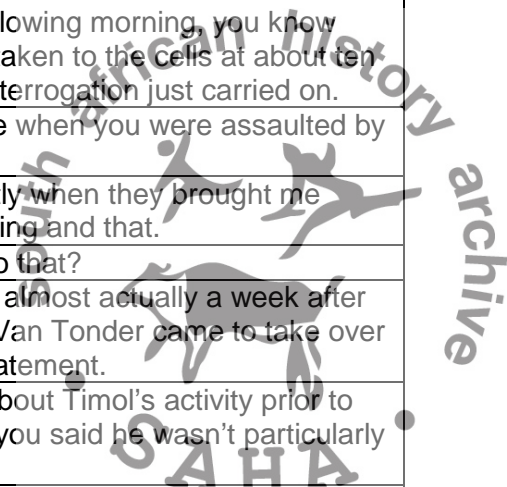 lowing morning, you know
aken to the cells at about ten
terrogation just carried on.
e when you were assaulted by
tly when they brought me
ing and that.
o that?
almost actually a week after
Van Tonder came to take over
atement.
bout Timol's activity prior to
you said he wasn't particularly
south african history archive
SAHA